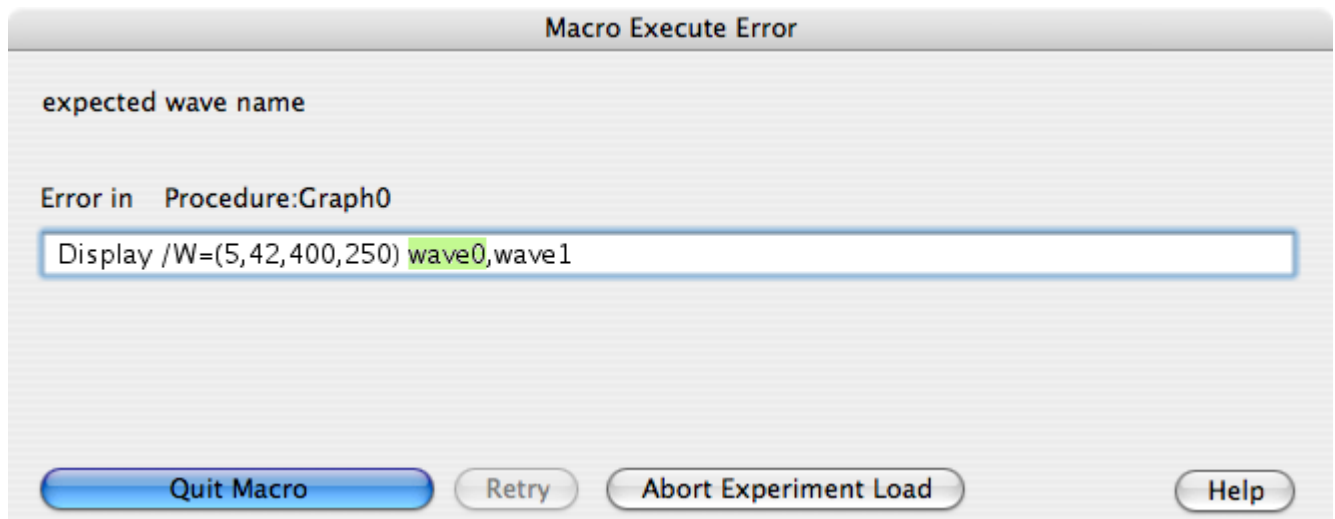 Macro Execute Error
expected wave name
Error in Procedure:Graph0
Display /W=(5,42,400,250) wave0,wave1
Quit Macro Retry Abort Experiment Load Help